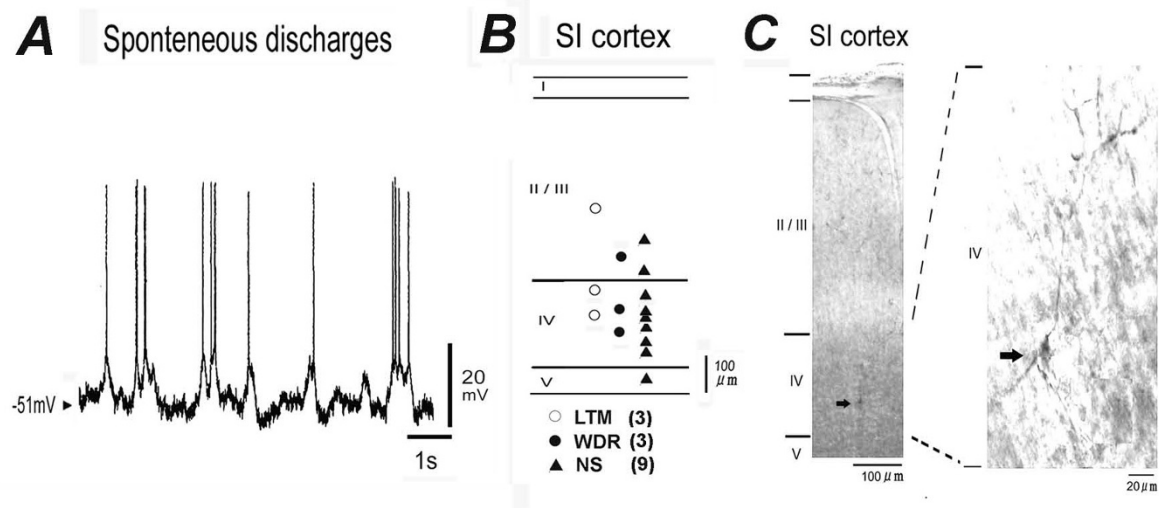 A Sponteneous discharges
-51mV
20
mV
1s
B SI cortex
I
II / III
IV
V
100
μm
LTM (3)
WDR (3)
NS (9)
C SI cortex
II / III
IV
V
100 μm
IV
20 μm